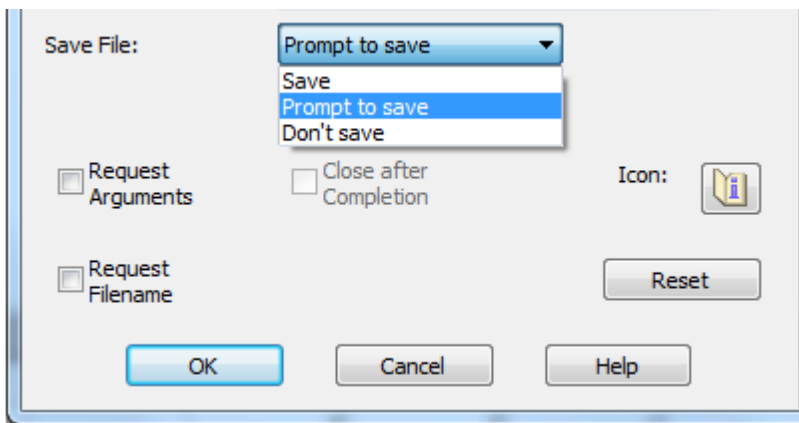 Save File:
Prompt to save
Save
Prompt to save
Don't save
Request
Arguments
Close after
Completion
Icon:
Request
Filename
Reset
OK
Cancel
Help